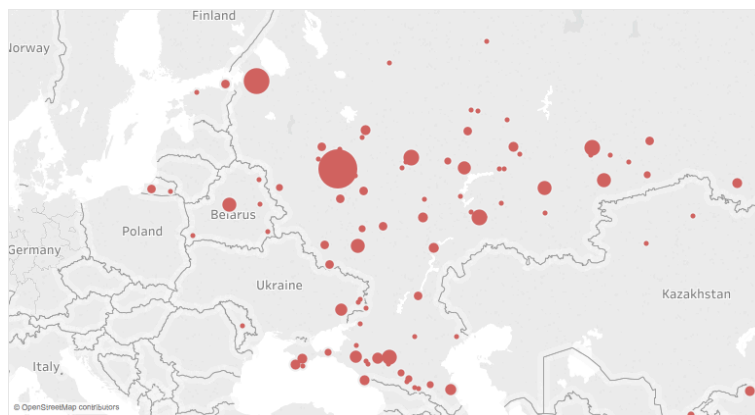 Finland
Norway
Belarus
Poland
Germany
Ukraine
Kazakhstan
Italy
© OpenStreetMap contributors